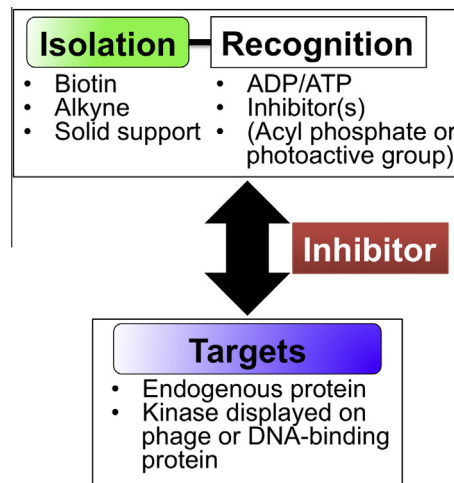 Isolation
Recognition
• Biotin
• Alkyne
• Solid support
• ADP/ATP
• Inhibitor(s)
• (Acyl phosphate or
photoactive group)
Inhibitor
Targets
• Endogenous protein
• Kinase displayed on
phage or DNA-binding
protein